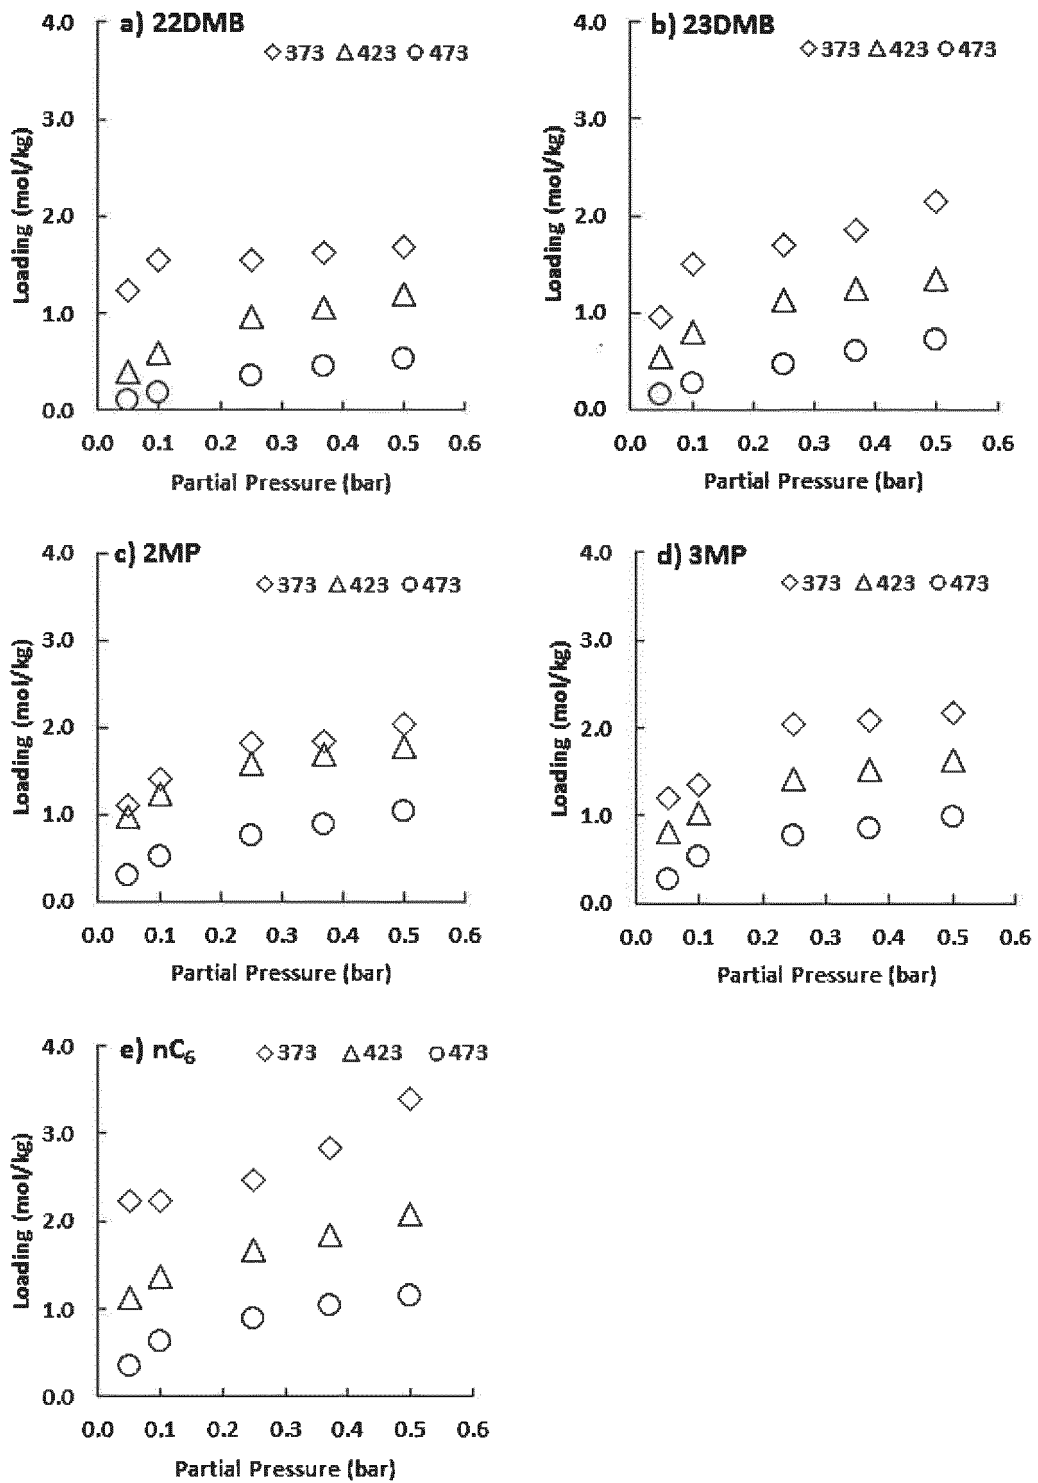 a) 22DMB
◇373 △423 ○473
4.0
3.0
2.0
1.0
0.0
Loading (mol/kg)
0.0 0.1 0.2 0.3 0.4 0.5 0.6
Partial Pressure (bar)
b) 23DMB
◇373 △423 ○473
4.0
3.0
2.0
1.0
0.0
Loading (mol/kg)
0.0 0.1 0.2 0.3 0.4 0.5 0.6
Partial Pressure (bar)
c) 2MP
◇373 △423 ○473
4.0
3.0
2.0
1.0
0.0
Loading (mol/kg)
0.0 0.1 0.2 0.3 0.4 0.5 0.6
Partial Pressure (bar)
d) 3MP
◇373 △423 ○473
4.0
3.0
2.0
1.0
0.0
Loading (mol/kg)
0.0 0.1 0.2 0.3 0.4 0.5 0.6
Partial Pressure (bar)
e) nC₆
◇373 △423 ○473
4.0
3.0
2.0
1.0
0.0
Loading (mol/kg)
0.0 0.1 0.2 0.3 0.4 0.5 0.6
Partial Pressure (bar)